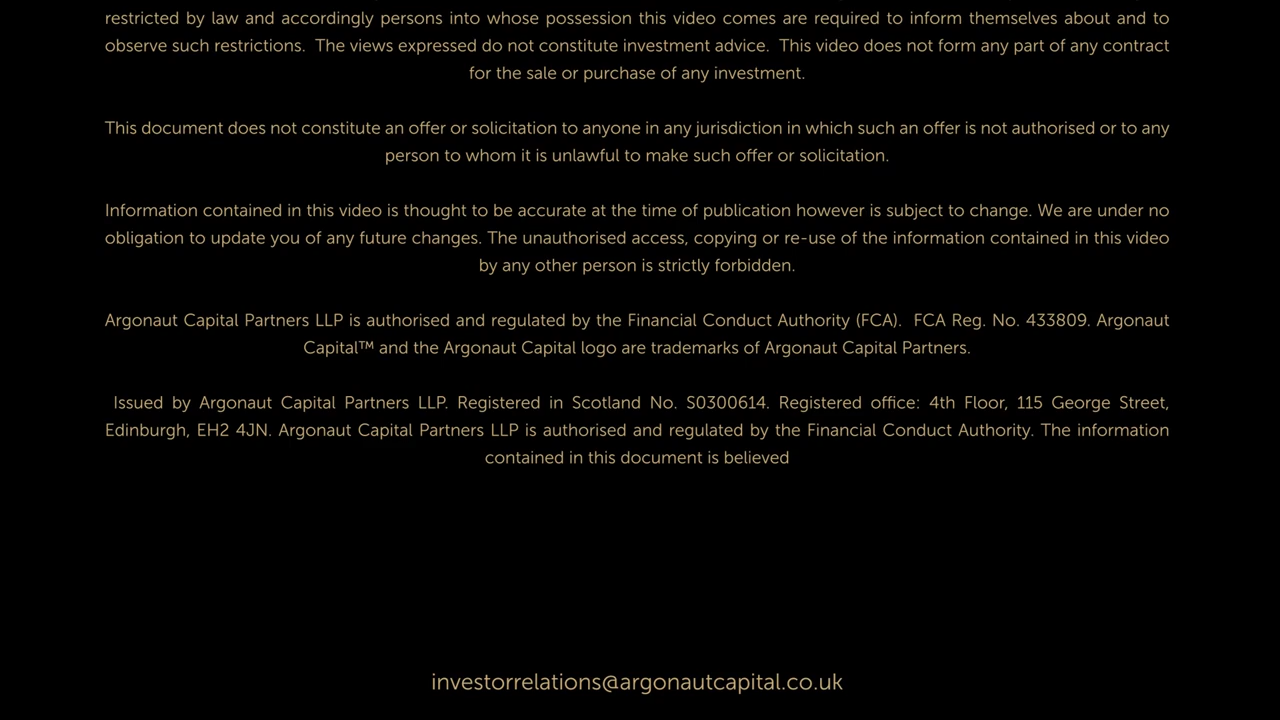 restricted by law and accordingly persons into whose possession this video comes are required to inform themselves about and to
observe such restrictions.  The views expressed do not constitute investment advice.  This video does not form any part of any contract
for the sale or purchase of any investment.
This document does not constitute an offer or solicitation to anyone in any jurisdiction in which such an offer is not authorised or to any
person to whom it is unlawful to make such offer or solicitation.
Information contained in this video is thought to be accurate at the time of publication however is subject to change. We are under no
obligation to update you of any future changes. The unauthorised access, copying or re-use of the information contained in this video
by any other person is strictly forbidden.
Argonaut Capital Partners LLP is authorised and regulated by the Financial Conduct Authority (FCA).  FCA Reg. No. 433809. Argonaut
Capital™ and the Argonaut Capital logo are trademarks of Argonaut Capital Partners.
Issued by Argonaut Capital Partners LLP. Registered in Scotland No. S0300614. Registered office: 4th Floor, 115 George Street,
Edinburgh, EH2 4JN. Argonaut Capital Partners LLP is authorised and regulated by the Financial Conduct Authority. The information
contained in this document is believed
investorrelations@argonautcapital.co.uk